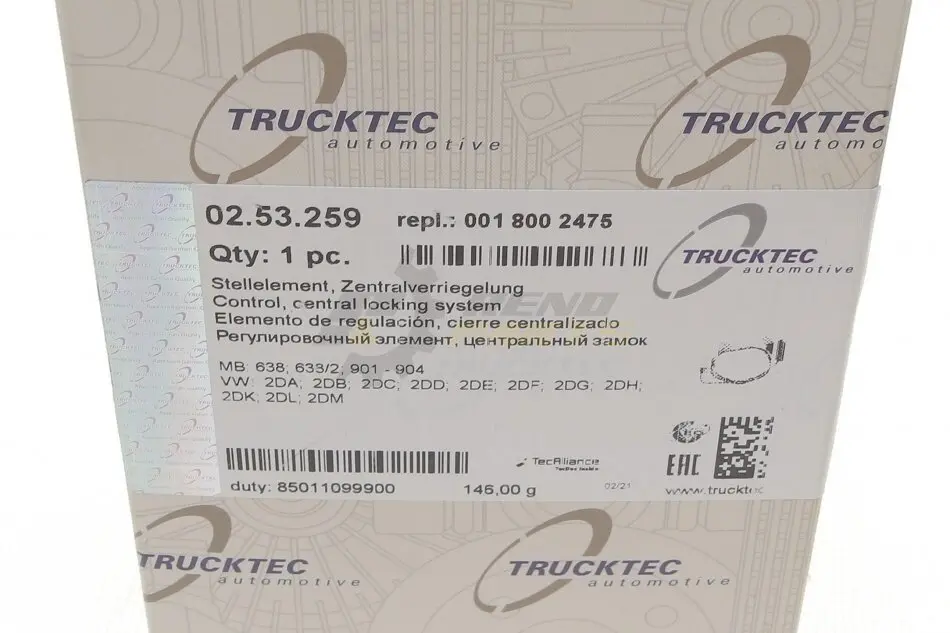 TRUCKTEC
automotive
TRUCKTEC
automo
02.53.259 repl.: 001 800 2475
Qty: 1 pc.
TRUCKTEC
automotive
Stellelement, Zentralverriegelung
Control, central locking system
Elemento de regulación, cierre centralizado
Регулировочный элемент, центральный замок
MB: 638; 633/2; 901 - 904
VW: 2DA; 2DB; 2DC; 2DD; 2DE; 2DF; 2DG; 2DH;
2DK; 2DL; 2DM
TecAlliance
EAC
duty: 85011099900 146,00 g 02/21
www.truckte
TRUCKTEC
automotive
TRUCKTEC
automotive